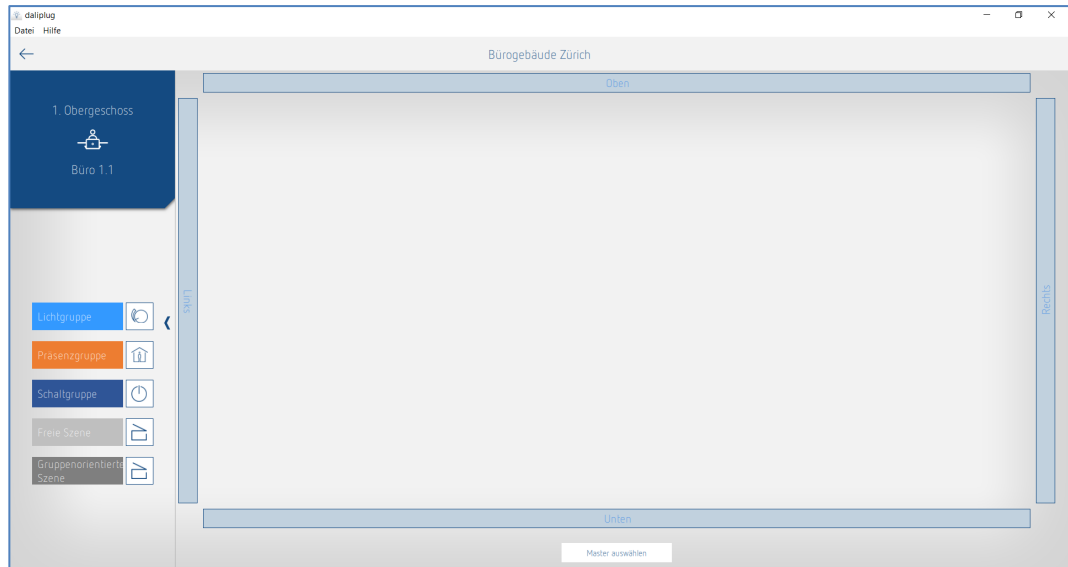 daliplug
Datei Hilfe
Bürogebäude Zürich
1. Obergeschoss
Büro 1.1
Oben
Links
Rechts
Lichtgruppe
Präsenzgruppe
Schaltgruppe
Freie Szene
Gruppenorientierte
Szene
Unten
Master auswählen